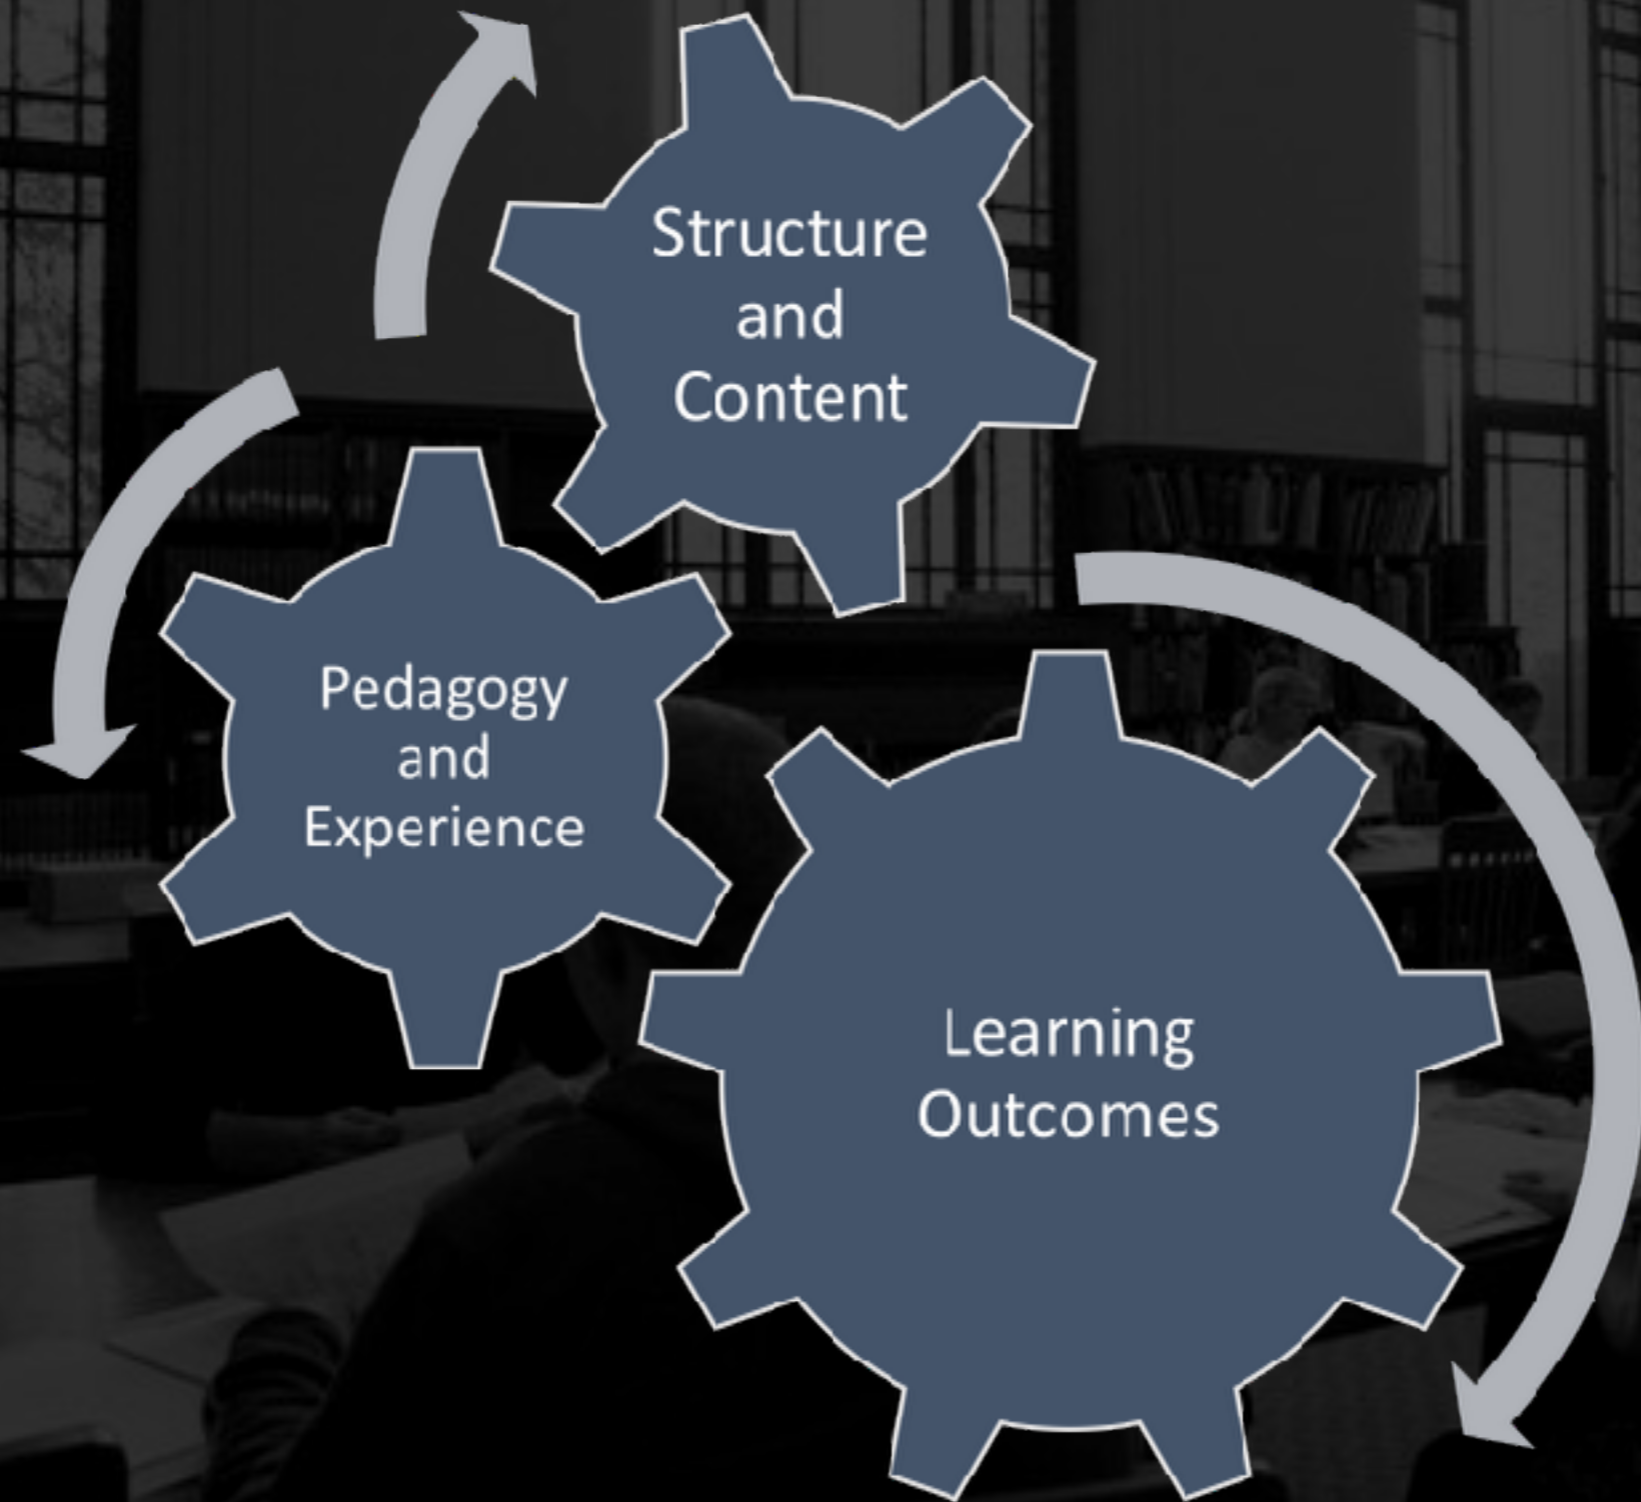 Structure
and
Content
Pedagogy
and
Experience
Learning
Outcomes